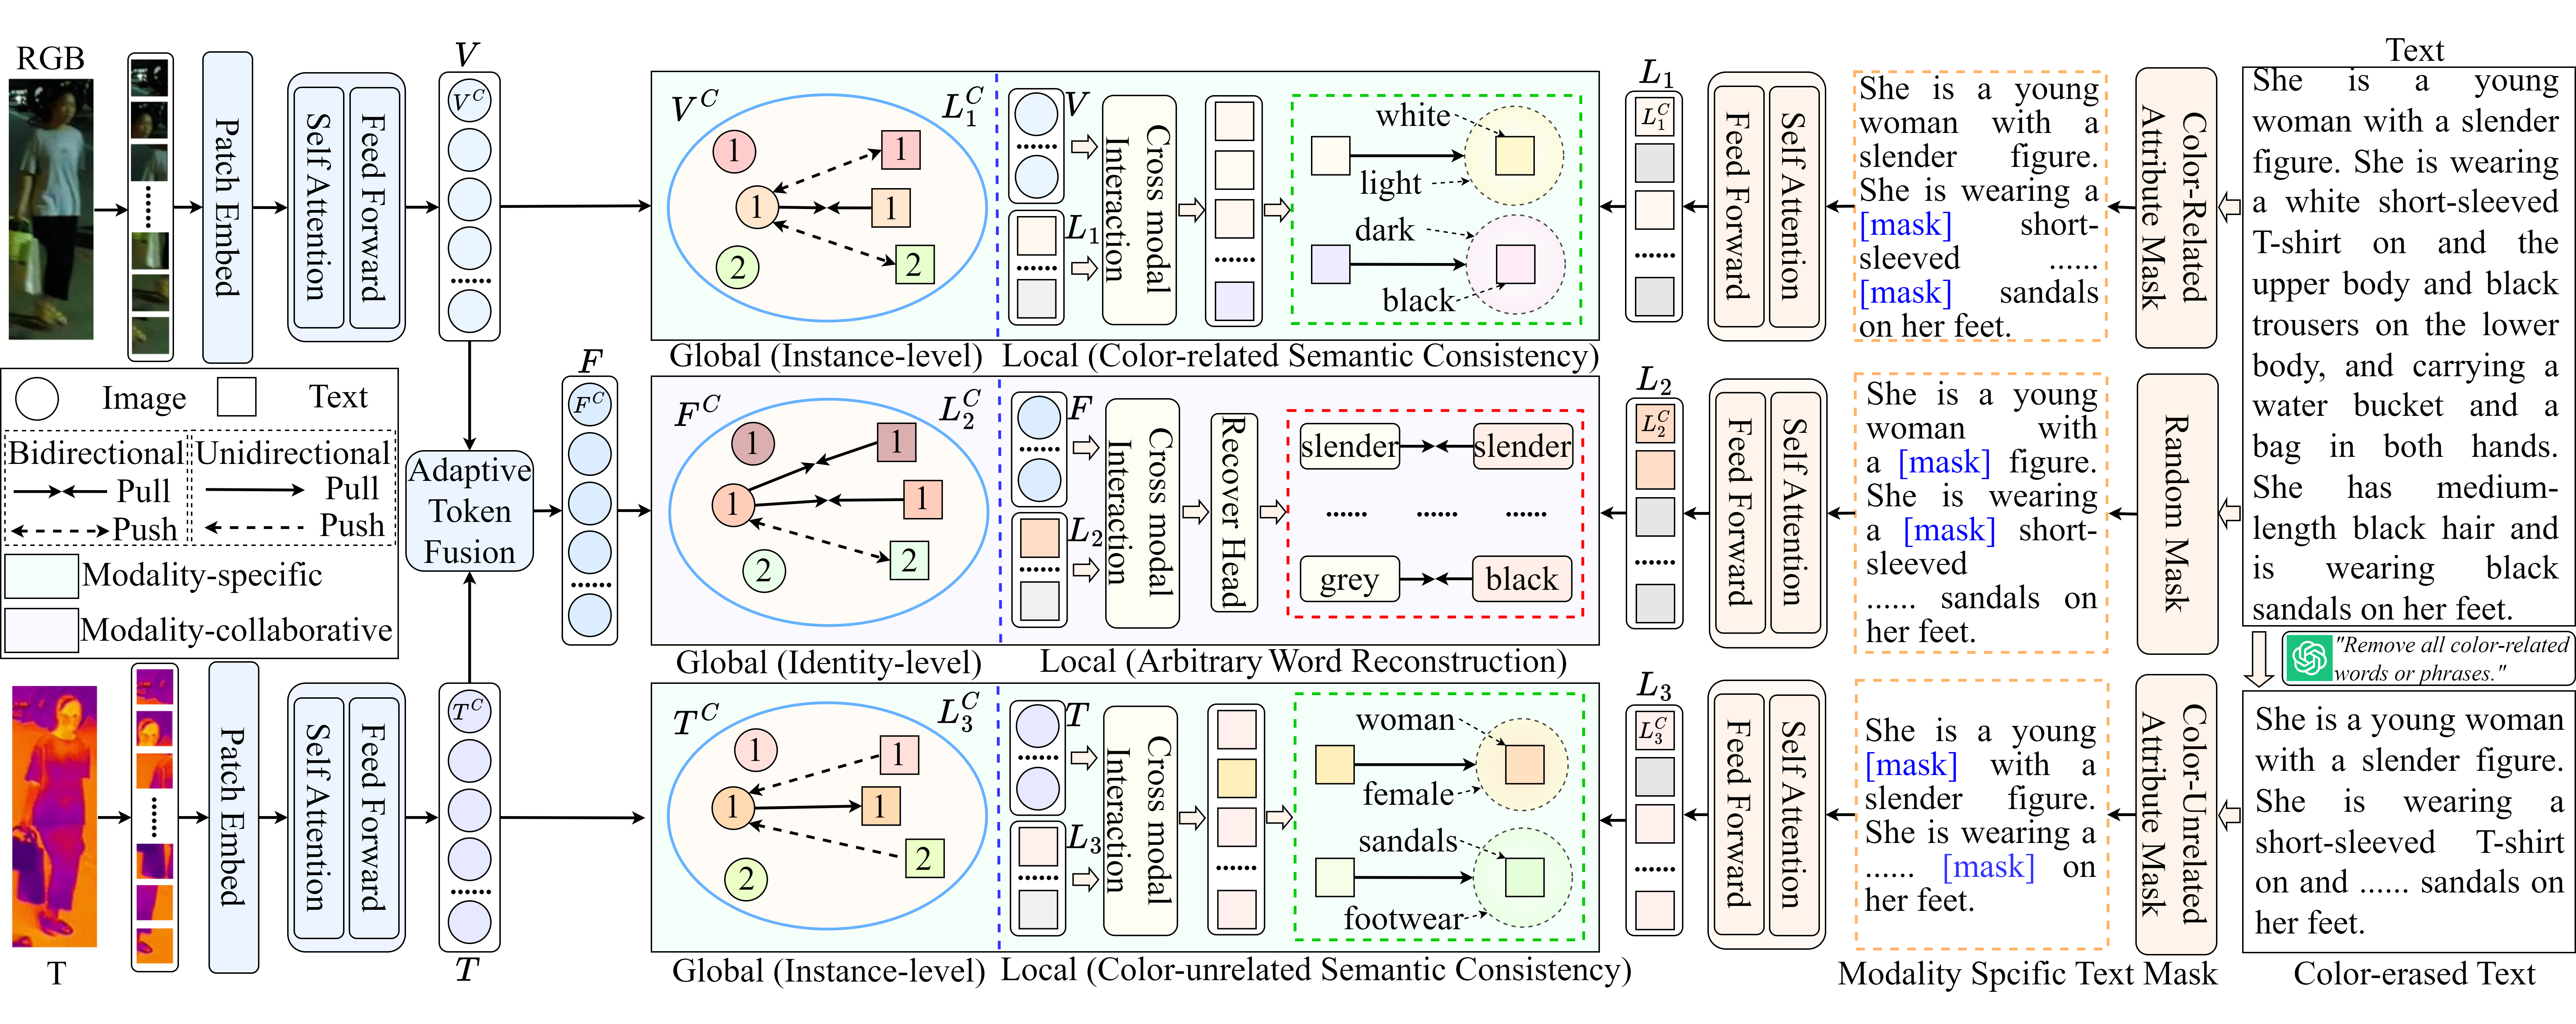 RGB
Patch Embed
Self Attention
Feed Forward
V
V^C
V^C
L_1^C
1
1
1
1
2
2
Global (Instance-level)
V
L_1
Cross modal
Interaction
white
light
dark
black
Local (Color-related Semantic Consistency)
L_1
L_1^C
Feed Forward
Self Attention
She is a young
woman with a
slender figure.
She is wearing a
[mask] short-
sleeved ......
[mask] sandals
on her feet.
Color-Related
Attribute Mask
Text
She is a young
woman with a slender
figure. She is wearing
a white short-sleeved
T-shirt on and the
upper body and black
trousers on the lower
body, and carrying a
water bucket and a
bag in both hands.
She has medium-
length black hair and
is wearing black
sandals on her feet.
Image
Text
Bidirectional
Unidirectional
Pull
Pull
Push
Push
Modality-specific
Modality-collaborative
Adaptive
Token
Fusion
F
F^C
F^C
L_2^C
1
1
1
1
2
2
Global (Identity-level)
F
L_2
Cross modal
Interaction
Recover Head
slender
slender
......
......
......
grey
black
Local (Arbitrary Word Reconstruction)
L_2
L_2^C
Feed Forward
Self Attention
She is a young
woman with
a [mask] figure.
She is wearing
a [mask] short-
sleeved
...... sandals on
her feet.
Random Mask
"Remove all color-related
words or phrases."
T
Patch Embed
Self Attention
Feed Forward
T^C
T
T^C
L_3^C
1
1
1
1
2
2
Global (Instance-level)
T
L_3
Cross modal
Interaction
woman
female
sandals
footwear
Local (Color-unrelated Semantic Consistency)
L_3
L_3^C
Feed Forward
Self Attention
She is a young
[mask] with a
slender figure.
She is wearing a
...... [mask] on
her feet.
Modality Spcific Text Mask
Color-Unrelated
Attribute Mask
She is a young woman
with a slender figure.
She is wearing a
short-sleeved T-shirt
on and ...... sandals on
her feet.
Color-erased Text